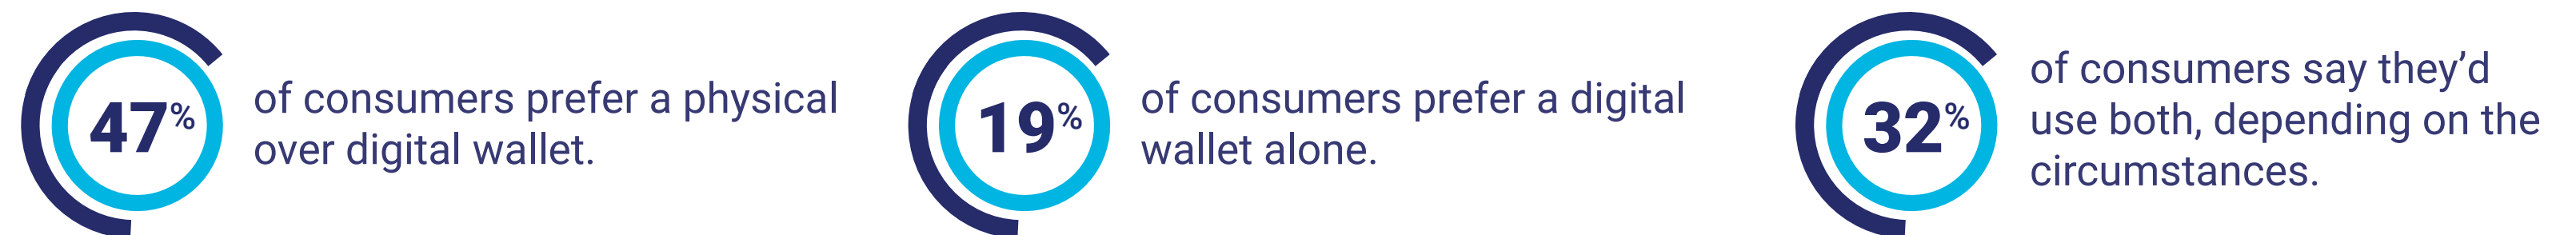 47%
of consumers prefer a physical
over digital wallet.
19%
of consumers prefer a digital
wallet alone.
32%
of consumers say they’d
use both, depending on the
circumstances.